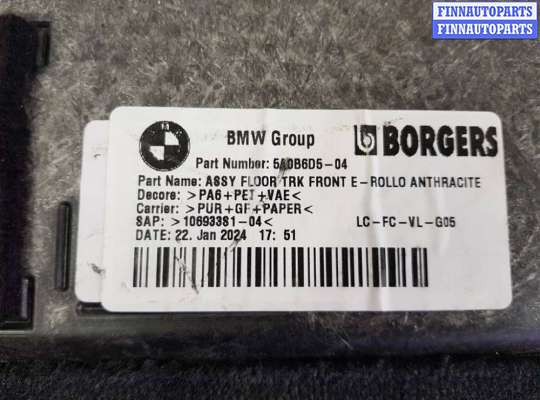 FINNAUTOPARTS
FINNAUTOPARTS
BMW Group
BORGERS
Part Number: 5A0B6D5-04
Part Name: ASSY FLOOR TRK FRONT E-ROLLO ANTHRACITE
Decore: >PA6+PET+VAE<
Carrier: >PUR+GF+PAPER<
SAP: >10693381-04< LC-FC-VL-G05
DATE: 22. Jan 2024 17: 51